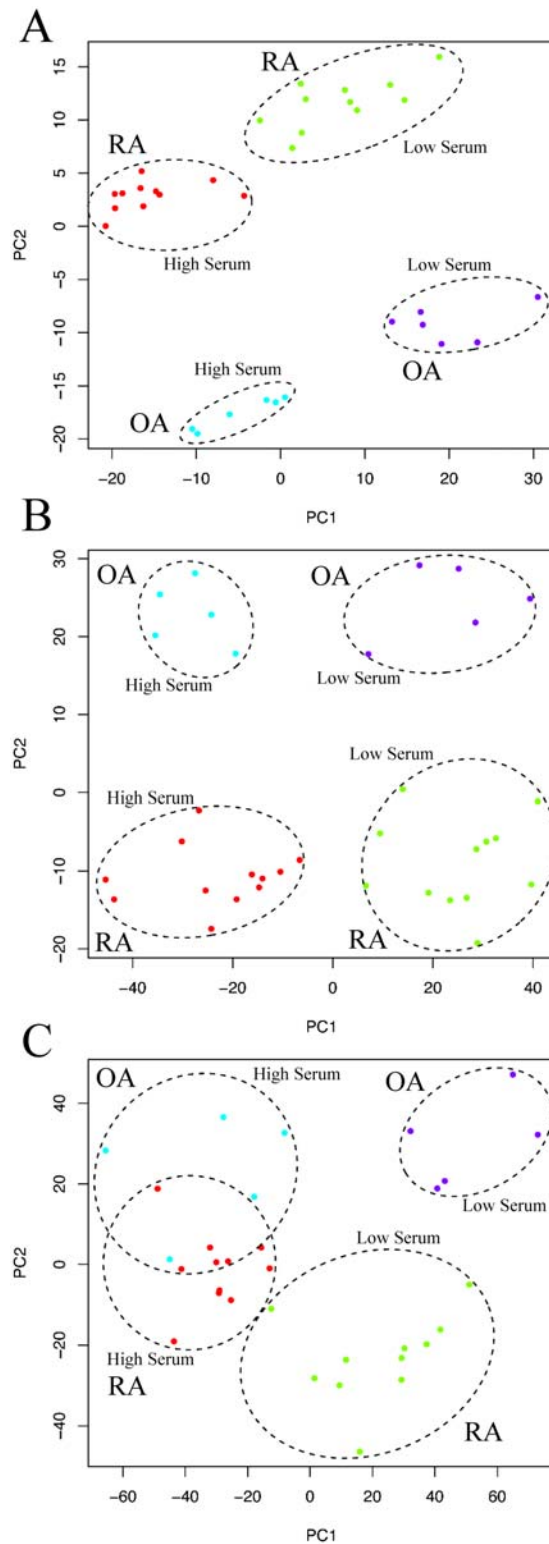 A
15
10
5
0
−5
−10
−15
−20
PC2
RA
Low Serum
RA
High Serum
Low Serum
OA
High Serum
OA
−20 −10 0 10 20 30
PC1
B
30
20
10
0
−10
−20
PC2
OA
High Serum
OA
Low Serum
Low Serum
High Serum
RA
RA
−40 −20 0 20 40
PC1
C
40
20
0
−20
−40
PC2
OA
High Serum
OA
Low Serum
Low Serum
High Serum
RA
RA
−60 −40 −20 0 20 40 60
PC1